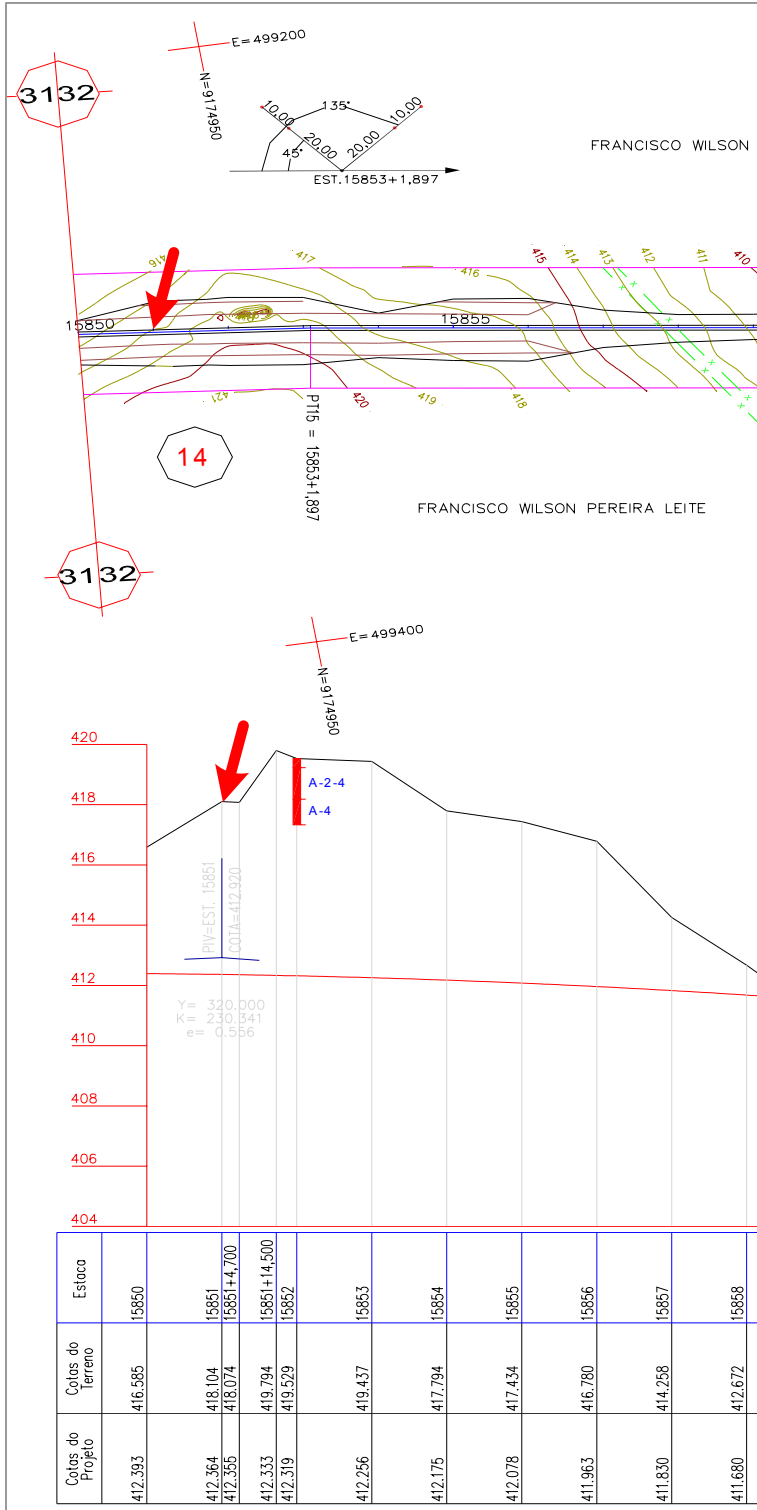 E=499200
N=9174950
3132
10,00
135°
10,00
20,00
20,00
45°
EST.15853+1,897
FRANCISCO WILSON
416
417
416
415
414
413
412
411
410
15850
15855
421
420
419
418
PT15 = 15853+1,897
14
FRANCISCO WILSON PEREIRA LEITE
3132
E=499400
N=9174950
420
418
416
414
412
410
408
406
404
A-2-4
A-4
PIV=EST. 15851
COTA=412.920
Y= 320.000
K= 230.341
e= 0.556
Estaca 15850 15851 15851+4,700 15851+14,500 15852 15853 15854 15855 15856 15857 15858
Cotas do
Terreno
416.585 418.104 418.074 419.794 419.529 419.437 417.794 417.434 416.780 414.258 412.672
Cotas do
Projeto
412.393 412.364 412.355 412.333 412.319 412.256 412.175 412.078 411.963 411.830 411.680